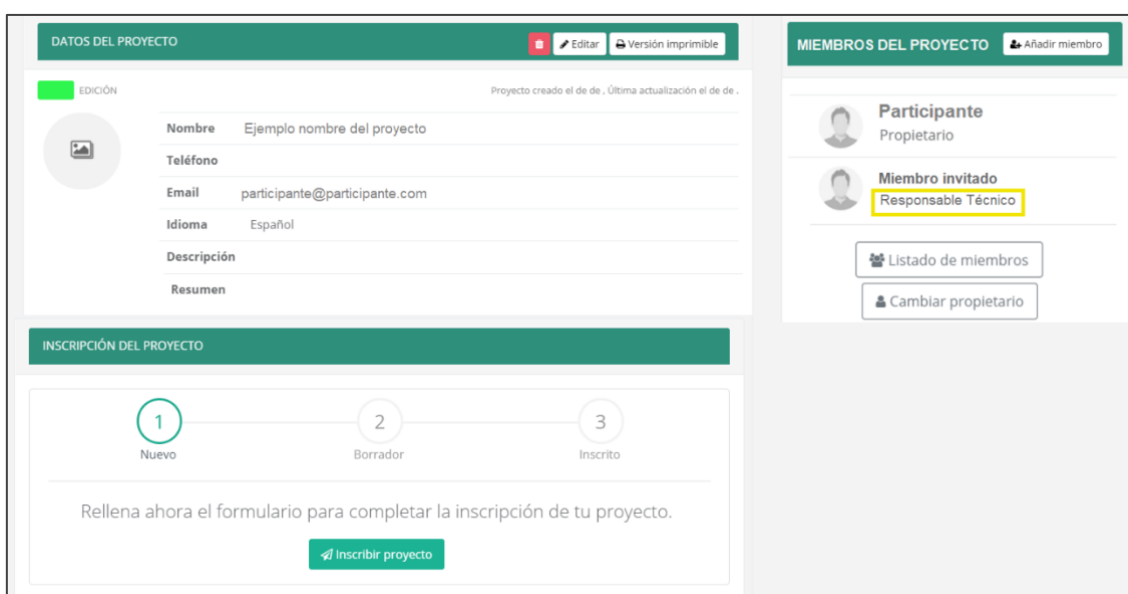 DATOS DEL PROYECTO
Editar
Versión imprimible
EDICIÓN
Proyecto creado el de de , Última actualización el de de .
Nombre Ejemplo nombre del proyecto
Teléfono
Email participante@participante.com
Idioma Español
Descripción
Resumen
INSCRIPCIÓN DEL PROYECTO
1
Nuevo
2
Borrador
3
Inscrito
Rellena ahora el formulario para completar la inscripción de tu proyecto.
Inscribir proyecto
MIEMBROS DEL PROYECTO
Añadir miembro
Participante
Propietario
Miembro invitado
Responsable Técnico
Listado de miembros
Cambiar propietario